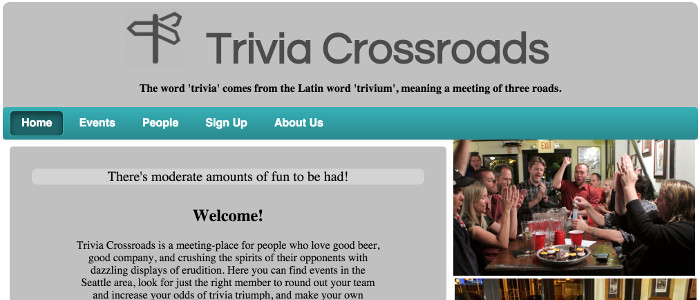 Trivia Crossroads
The word 'trivia' comes from the Latin word 'trivium', meaning a meeting of three roads.
Home Events People Sign Up About Us
EXIT
There's moderate amounts of fun to be had!
Welcome!
Trivia Crossroads is a meeting-place for people who love good beer,
good company, and crushing the spirits of their opponents with
dazzling displays of erudition. Here you can find events in the
Seattle area, look for just the right member to round out your team
and increase your odds of trivia triumph, and make your own